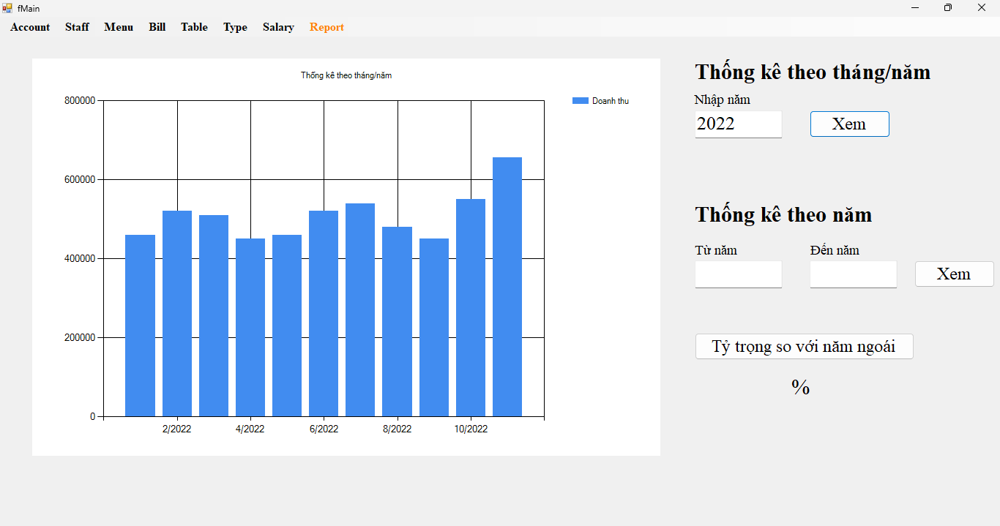 fMain
Account Staff Menu Bill Table Type Salary Report
Thống kê theo tháng/năm
Doanh thu
800000
600000
400000
200000
0
2/2022 4/2022 6/2022 8/2022 10/2022
Thống kê theo tháng/năm
Nhập năm
2022 Xem
Thống kê theo năm
Từ năm Đến năm
Xem
Tỷ trọng so với năm ngoái
%